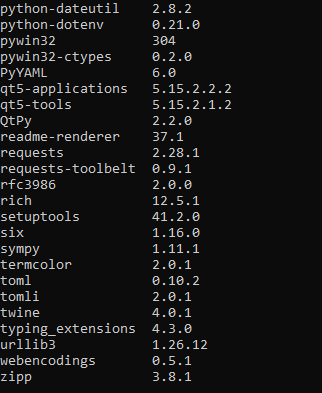 python-dateutil 2.8.2
python-dotenv 0.21.0
pywin32 304
pywin32-ctypes 0.2.0
PyYAML 6.0
qt5-applications 5.15.2.2.2
qt5-tools 5.15.2.1.2
QtPy 2.2.0
readme-renderer 37.1
requests 2.28.1
requests-toolbelt 0.9.1
rfc3986 2.0.0
rich 12.5.1
setuptools 41.2.0
six 1.16.0
sympy 1.11.1
termcolor 2.0.1
toml 0.10.2
tomli 2.0.1
twine 4.0.1
typing_extensions 4.3.0
urllib3 1.26.12
webencodings 0.5.1
zipp 3.8.1